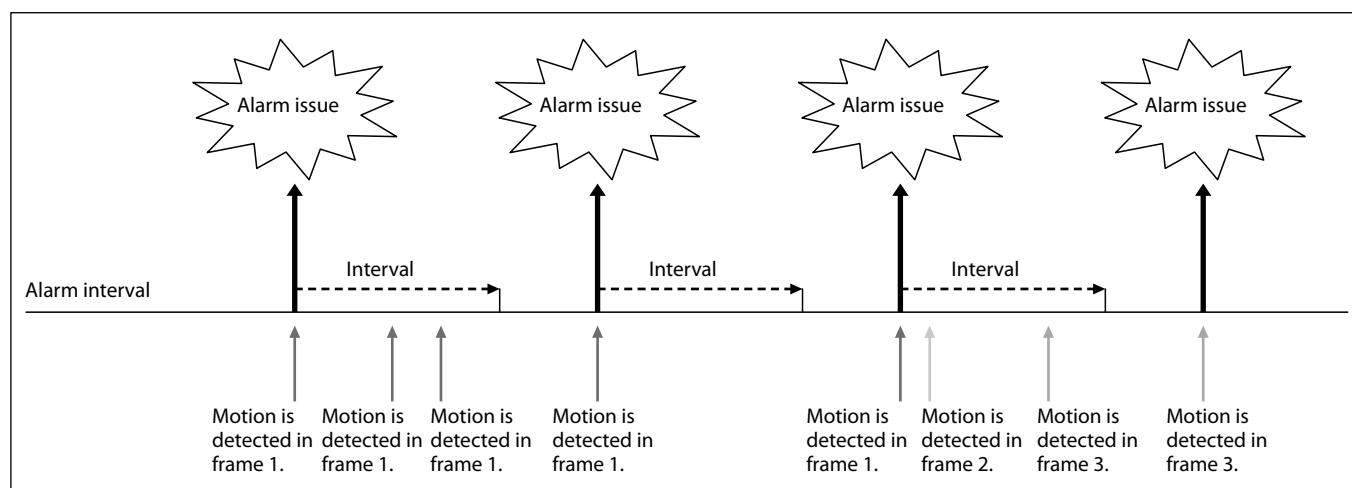 Alarm issue
Alarm issue
Alarm issue
Alarm issue
Interval
Interval
Interval
Alarm interval
Motion is
detected in
frame 1.
Motion is
detected in
frame 1.
Motion is
detected in
frame 1.
Motion is
detected in
frame 1.
Motion is
detected in
frame 1.
Motion is
detected in
frame 2.
Motion is
detected in
frame 3.
Motion is
detected in
frame 3.